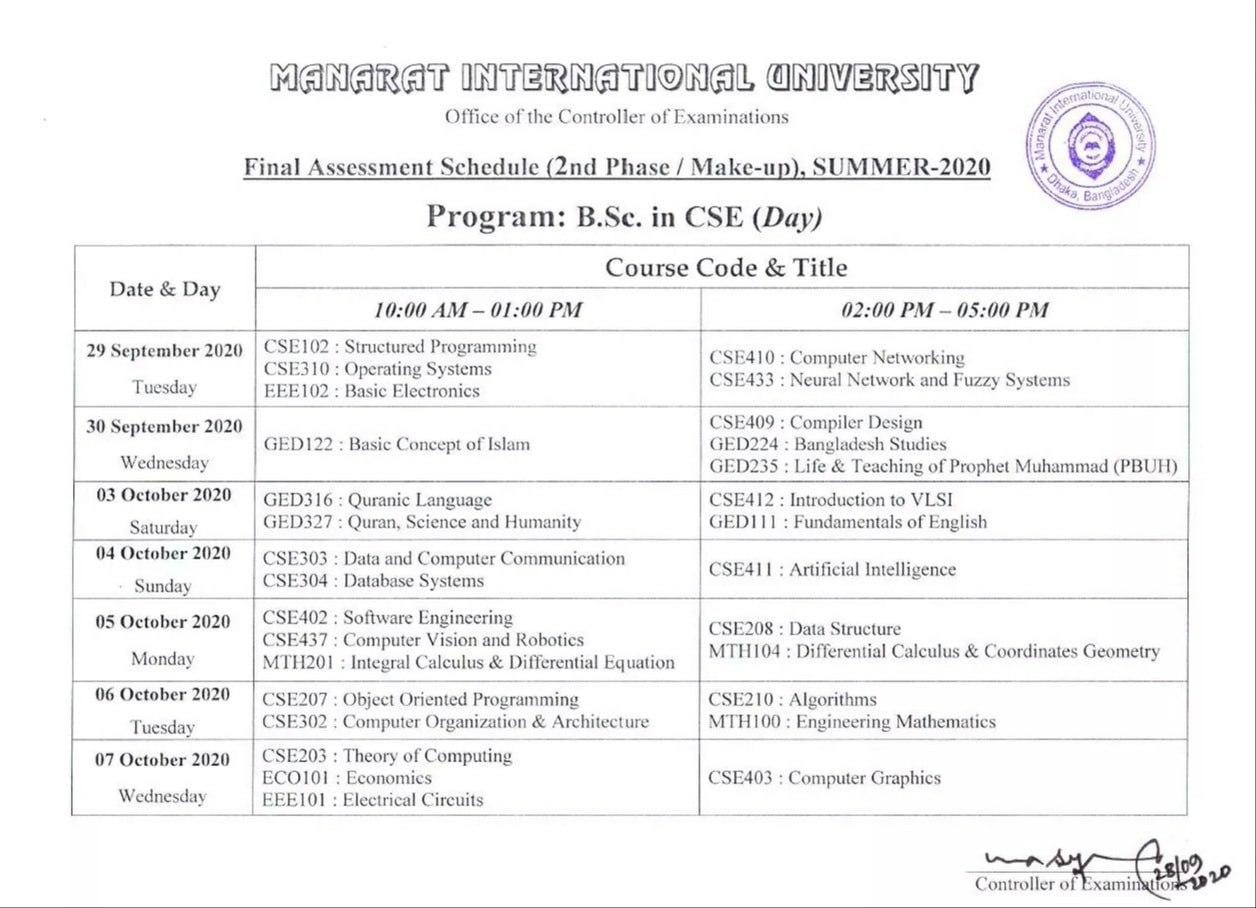 MANARAT INTERNATIONAL UNIVERSITY
Office of the Controller of Examinations
Final Assessment Schedule (2nd Phase / Make-up), SUMMER-2020
Program: B.Sc. in CSE (Day)
Manarat International University
★ Dhaka, Bangladesh ★
Date & Day
Course Code & Title
10:00 AM – 01:00 PM
02:00 PM – 05:00 PM
29 September 2020
Tuesday
CSE102 : Structured Programming
CSE310 : Operating Systems
EEE102 : Basic Electronics
CSE410 : Computer Networking
CSE433 : Neural Network and Fuzzy Systems
30 September 2020
Wednesday
GED122 : Basic Concept of Islam
CSE409 : Compiler Design
GED224 : Bangladesh Studies
GED235 : Life & Teaching of Prophet Muhammad (PBUH)
03 October 2020
Saturday
GED316 : Quranic Language
GED327 : Quran, Science and Humanity
CSE412 : Introduction to VLSI
GED111 : Fundamentals of English
04 October 2020
Sunday
CSE303 : Data and Computer Communication
CSE304 : Database Systems
CSE411 : Artificial Intelligence
05 October 2020
Monday
CSE402 : Software Engineering
CSE437 : Computer Vision and Robotics
MTH201 : Integral Calculus & Differential Equation
CSE208 : Data Structure
MTH104 : Differential Calculus & Coordinates Geometry
06 October 2020
Tuesday
CSE207 : Object Oriented Programming
CSE302 : Computer Organization & Architecture
CSE210 : Algorithms
MTH100 : Engineering Mathematics
07 October 2020
Wednesday
CSE203 : Theory of Computing
ECO101 : Economics
EEE101 : Electrical Circuits
CSE403 : Computer Graphics
28/09
2020
Controller of Examinations